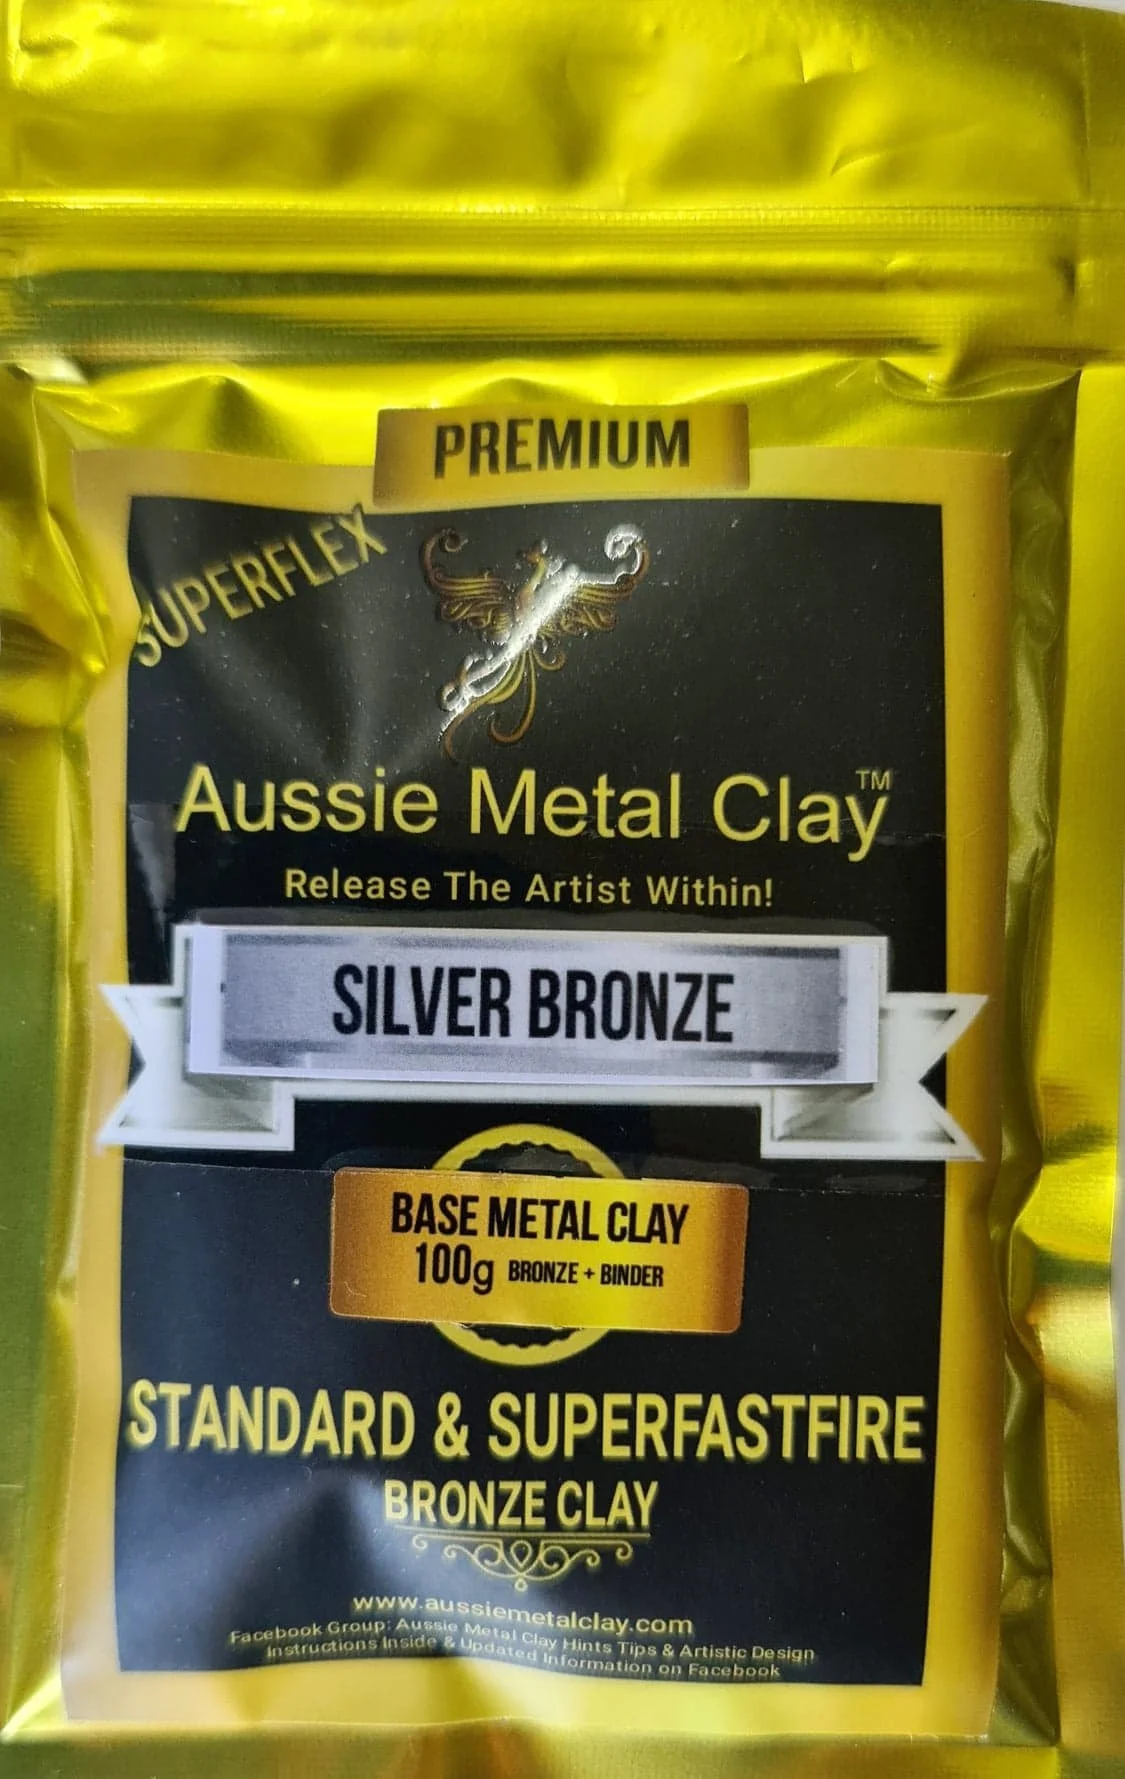 PREMIUM
SUPERFLEX
Aussie Metal Clay™
Release The Artist Within!
SILVER BRONZE
BASE METAL CLAY
100g BRONZE + BINDER
STANDARD & SUPERFASTFIRE
BRONZE CLAY
www.aussiemetalclay.com
Facebook Group: Aussie Metal Clay Hints Tips & Artistic Design
Instructions Inside & Updated Information on Facebook